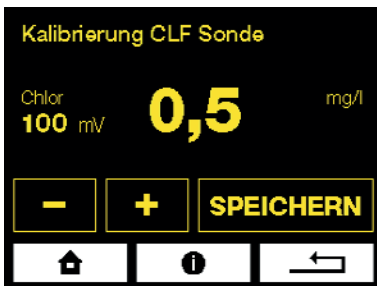 Kalibrierung CLF Sonde
Chlor
100 mV
0,5
mg/l
- + SPEICHERN